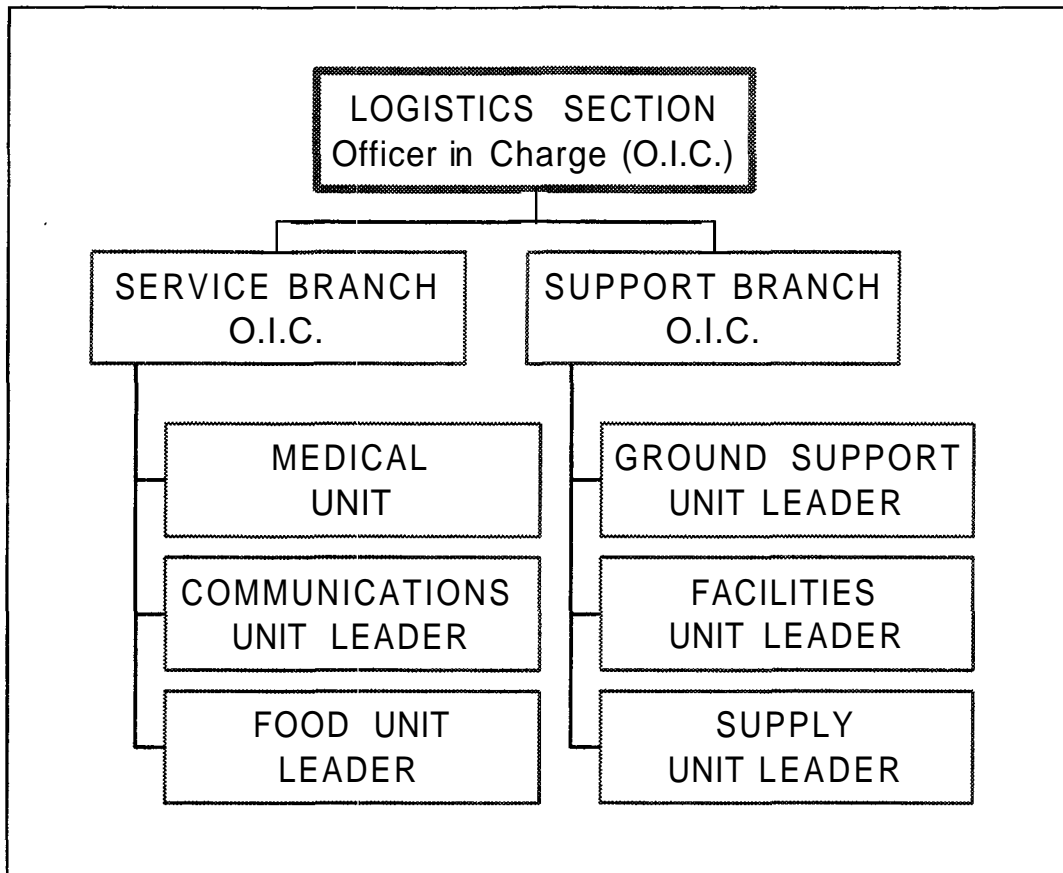 LOGISTICS SECTION
Officer in Charge (O.I.C.)
SERVICE BRANCH
O.I.C.
SUPPORT BRANCH
O.I.C.
MEDICAL
UNIT
COMMUNICATIONS
UNIT LEADER
FOOD UNIT
LEADER
GROUND SUPPORT
UNIT LEADER
FACILITIES
UNIT LEADER
SUPPLY
UNIT LEADER